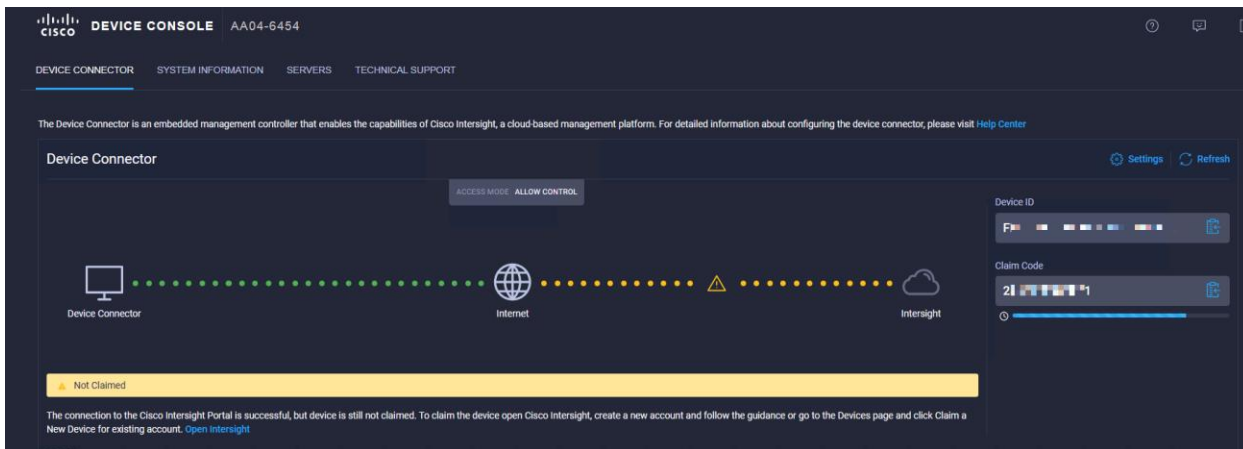 CISCO DEVICE CONSOLE AA04-6454
DEVICE CONNECTOR SYSTEM INFORMATION SERVERS TECHNICAL SUPPORT
The Device Connector is an embedded management controller that enables the capabilities of Cisco Intersight, a cloud-based management platform. For detailed information about configuring the device connector, please visit Help Center
Device Connector
Settings
Refresh
ACCESS MODE ALLOW CONTROL
Device ID
Claim Code
Device Connector
Internet
Intersight
Not Claimed
The connection to the Cisco Intersight Portal is successful, but device is still not claimed. To claim the device open Cisco Intersight, create a new account and follow the guidance or go to the Devices page and click Claim a
New Device for existing account. Open Intersight